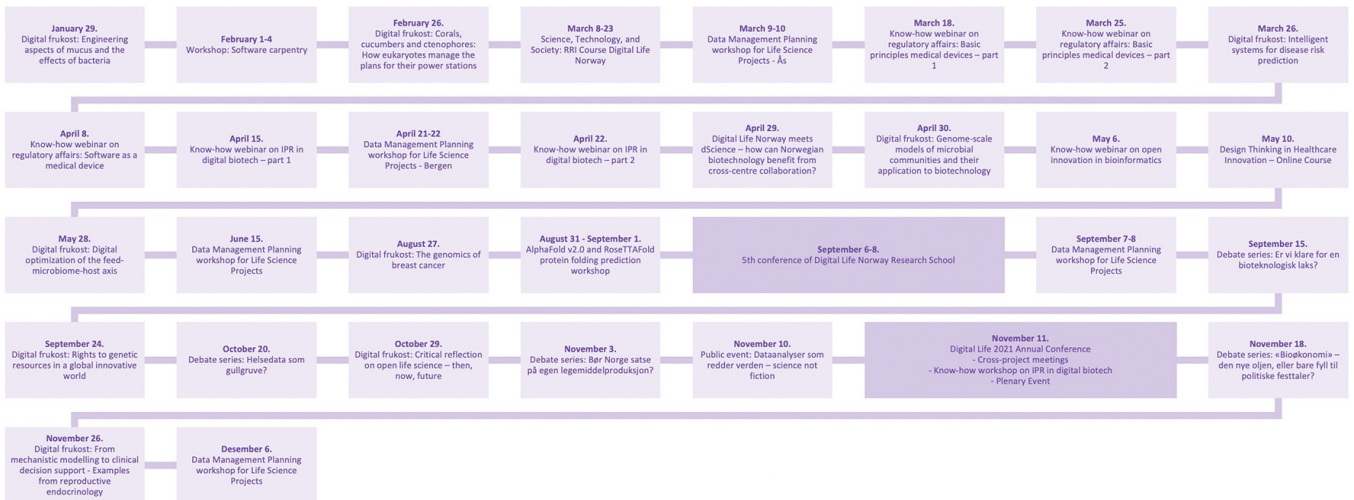 January 29.
Digital frukost: Engineering
aspects of mucus and the
effects of bacteria
February 1-4
Workshop: Software carpentry
February 26.
Digital frukost: Corals,
cucumbers and ctenophores:
How eukaryotes manage the
plans for their power stations
March 8-23
Science, Technology, and
Society: RRI Course Digital Life
Norway
March 9-10
Data Management Planning
workshop for Life Science
Projects - Ås
March 18.
Know-how webinar on
regulatory affairs: Basic
principles medical devices – part
1
March 25.
Know-how webinar on
regulatory affairs: Basic
principles medical devices – part
2
March 26.
Digital frukost: Intelligent
systems for disease risk
prediction
April 8.
Know-how webinar on
regulatory affairs: Software as a
medical device
April 15.
Know-how webinar on IPR in
digital biotech – part 1
April 21-22
Data Management Planning
workshop for Life Science
Projects - Bergen
April 22.
Know-how webinar on IPR in
digital biotech – part 2
April 29.
Digital Life Norway meets
dScience – how can Norwegian
biotechnology benefit from
cross-centre collaboration?
April 30.
Digital frukost: Genome-scale
models of microbial
communities and their
application to biotechnology
May 6.
Know-how webinar on open
innovation in bioinformatics
May 10.
Design Thinking in Healthcare
Innovation – Online Course
May 28.
Digital frukost: Digital
optimization of the feed-
microbiome-host axis
June 15.
Data Management Planning
workshop for Life Science
Projects
August 27.
Digital frukost: The genomics of
breast cancer
August 31 - September 1.
AlphaFold v2.0 and RoseTTAFold
protein folding prediction
workshop
September 6-8.
5th conference of Digital Life Norway Research School
September 7-8
Data Management Planning
workshop for Life Science
Projects
September 15.
Debate series: Er vi klare for en
bioteknologisk laks?
September 24.
Digital frukost: Rights to genetic
resources in a global innovative
world
October 20.
Debate series: Helsedata som
gullgruve?
October 29.
Digital frukost: Critical reflection
on open life science – then,
now, future
November 3.
Debate series: Bør Norge satse
på egen legemiddelproduksjon?
November 10.
Public event: Dataanalyser som
redder verden – science not
fiction
November 11.
Digital Life 2021 Annual Conference
- Cross-project meetings
- Know-how workshop on IPR in digital biotech
- Plenary Event
November 18.
Debate series: «Bioøkonomi» –
den nye oljen, eller bare fyll til
politiske festtaler?
November 26.
Digital frukost: From
mechanistic modelling to clinical
decision support - Examples
from reproductive
endocrinology
Desember 6.
Data Management Planning
workshop for Life Science
Projects